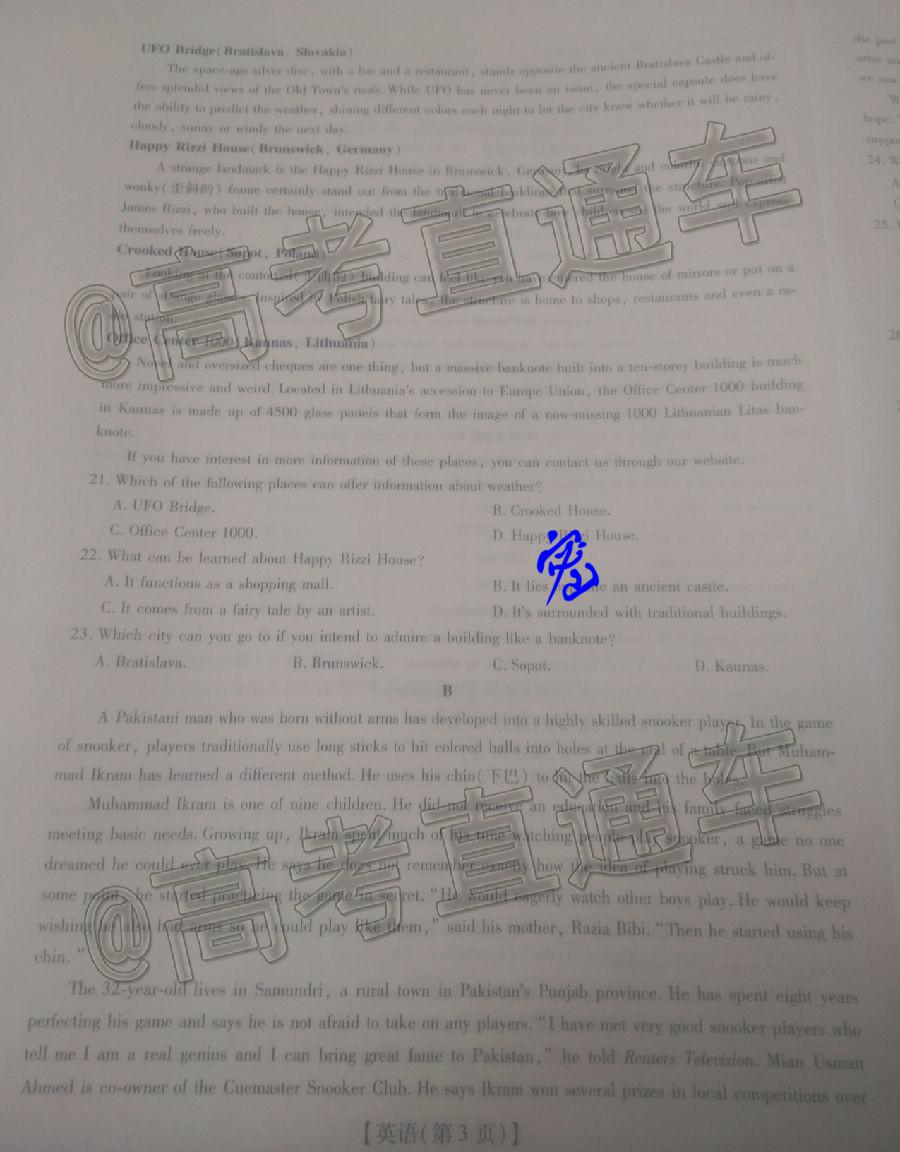 UFO Bridge(Bratislava, Slovakia)
The space-age silver disc, with a bar and a restaurant, stands opposite the ancient Bratislava Castle and of-
fers splendid views of the Old Town's roofs. While UFO has never been an issue, the special capsule does have
the ability to predict the weather, shining different colors each night to let the city know whether it will be rainy,
cloudy, sunny or windy the next day.
Happy Rizzi House(Brunswick, Germany)
A strange landmark is the Happy Rizzi House in Brunswick, and
wonky(歪斜的) frame certainly stand out from the the structure. Pop artist
James Rizzi, who built the house, intended the landmark to celebrate how children see the world and express
themselves freely.
Crooked House(Sopot, Poland)
Looking at the contorted building can feel like you have entered the house of mirrors or put on a
pair of strange glasses. Inspired by Polish fairy tales, the structure is home to shops, restaurants and even a ra-
station.
Office Center 1000(Kaunas, Lithuania)
Novel and oversized cheques are one thing, but a massive banknote built into a ten-storey building is much
more impressive and weird. Located in Lithuania's accession to Europe Union, the Office Center 1000 building
in Kaunas is made up of 4500 glass panels that form the image of a now-missing 1000 Lithuanian Litas ban-
knote.
If you have interest in more information of these places, you can contact us through our website.
21. Which of the following places can offer information about weather?
A. UFO Bridge. B. Crooked House.
C. Office Center 1000. D. Happy Rizzi House.
22. What can be learned about Happy Rizzi House?
A. It functions as a shopping mall. B. It lies an ancient castle.
C. It comes from a fairy tale by an artist. D. It's surrounded with traditional buildings.
23. Which city can you go to if you intend to admire a building like a banknote?
A. Bratislava. B. Brunswick. C. Sopot. D. Kaunas.
B
A Pakistani man who was born without arms has developed into a highly skilled snooker player. In the game
of snooker, players traditionally use long sticks to hit colored balls into holes at the end of a table. But Muham-
mad Ikram has learned a different method. He uses his chin(下巴) to hit the balls into the holes.
Muhammad Ikram is one of nine children. He did not receive an education and his family faced struggles
meeting basic needs. Growing up, Ikram spent much of his time watching people play snooker, a game no one
dreamed he could ever play. He says he does not remember exactly how the idea of playing struck him. But at
some point, he started practicing the game in secret. "He would eagerly watch other boys play. He would keep
wishing he also had arms so he could play like them," said his mother, Razia Bibi. "Then he started using his
chin."
The 32-year-old lives in Samundri, a rural town in Pakistan's Punjab province. He has spent eight years
perfecting his game and says he is not afraid to take on any players. "I have met very good snooker players who
tell me I am a real genius and I can bring great fame to Pakistan," he told Reuters Television. Mian Usman
Ahmed is co-owner of the Cuemaster Snooker Club. He says Ikram won several prizes in local competitions over
【英语(第3页)】
the past
we saw
hope."
24. W
A
25.
@高考直通车
@高考直通车